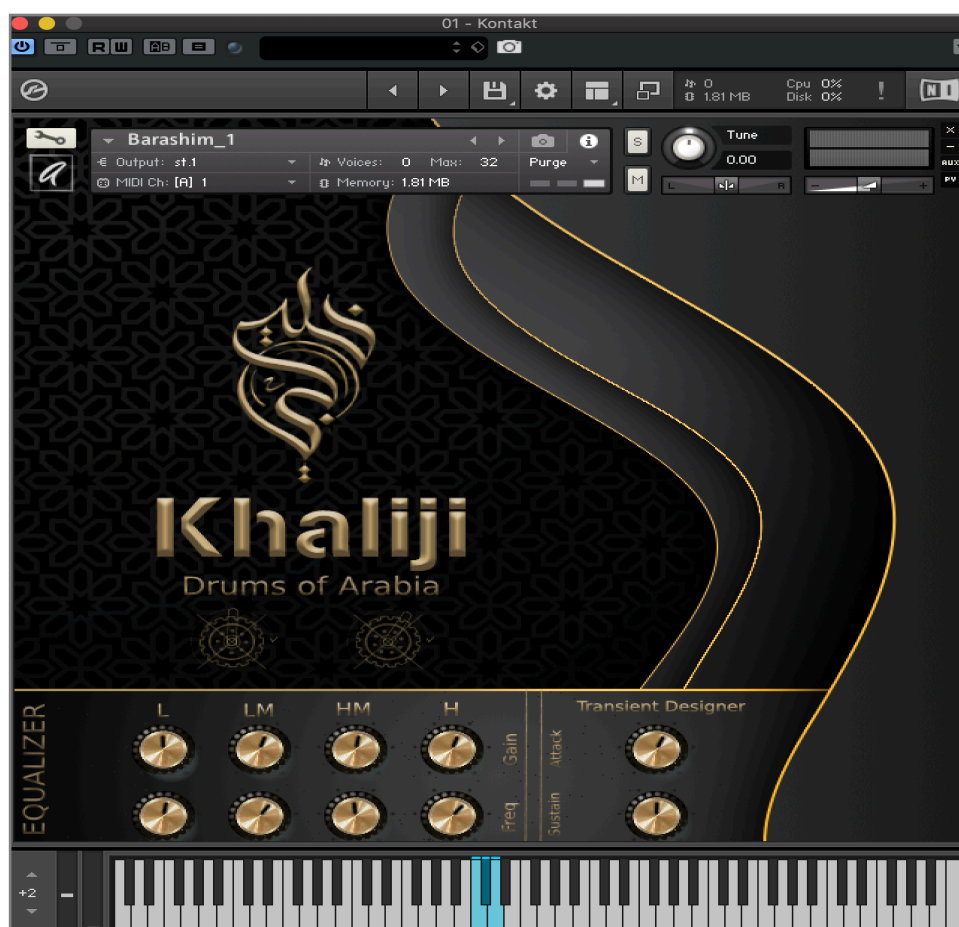 01 - Kontakt
R W AB
0
1.81 MB
Cpu 0%
Disk 0%
NI
Barashim_1
Output: st.1
Voices: 0 Max: 32
Purge
MIDI Ch: [A] 1
Memory: 1.81 MB
S
M
Tune
0.00
L R
- +
AUX
PV
Khaliji
Drums of Arabia
EQUALIZER
L LM HM H
Gain
Freq
Transient Designer
Attack
Sustain
+2